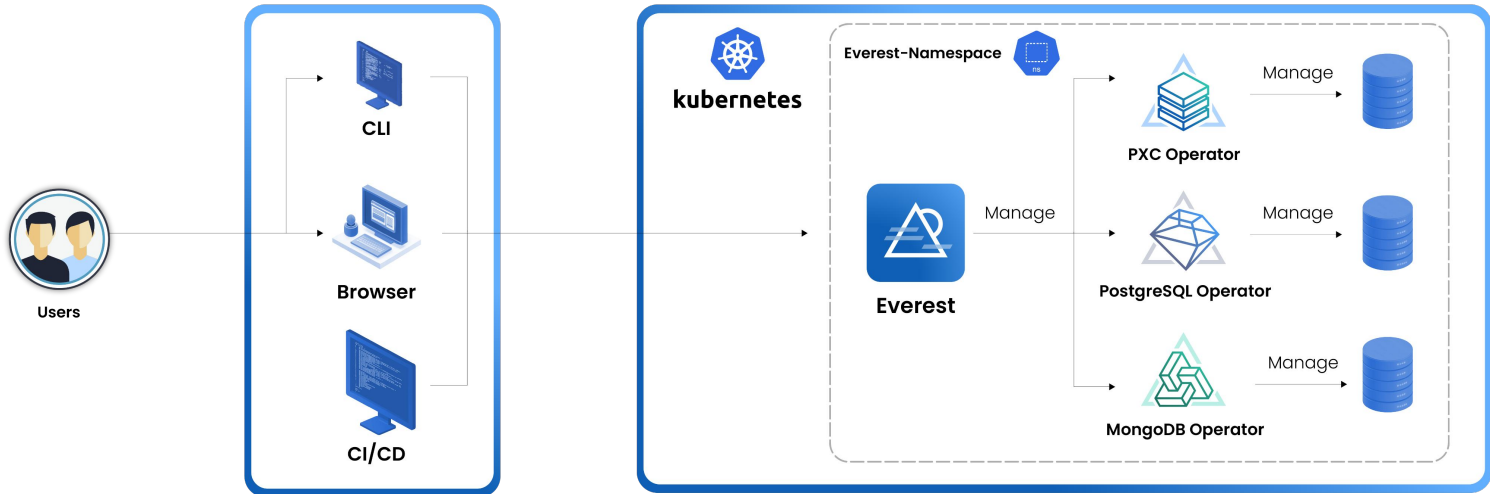 Users
CLI
Browser
CI/CD
kubernetes
Everest-Namespace
ns
Everest
Manage
PXC Operator
Manage
PostgreSQL Operator
Manage
MongoDB Operator
Manage